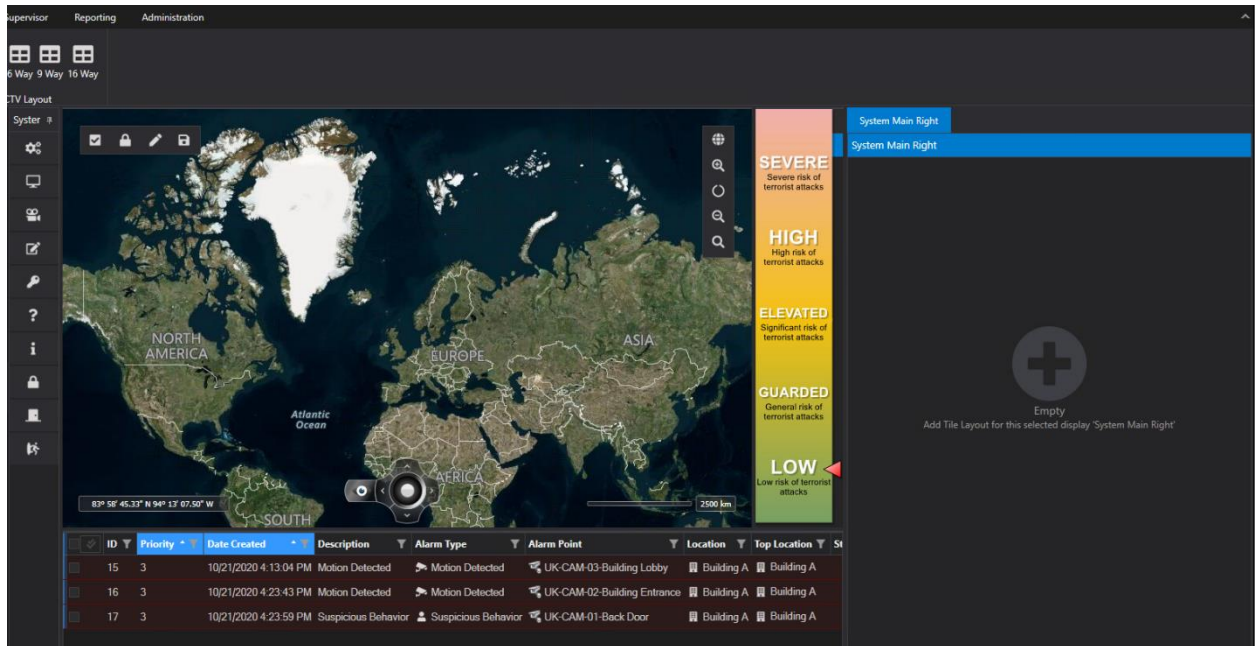 Supervisor Reporting Administration
6 Way 9 Way 16 Way
CTV Layout
Syster
System Main Right
System Main Right
SEVERE
Severe risk of
terrorist attacks
HIGH
High risk of
terrorist attacks
ELEVATED
Significant risk of
terrorist attacks
GUARDED
General risk of
terrorist attacks
LOW
Low risk of terrorist
attacks
NORTH
AMERICA
EUROPE
ASIA
Atlantic
Ocean
AFRICA
SOUTH
83º 58' 45.33" N 94º 13' 07.50" W
2500 km
Empty
Add Tile Layout for this selected display 'System Main Right'
ID Priority Date Created Description Alarm Type Alarm Point Location Top Location St
15 3 10/21/2020 4:13:04 PM Motion Detected Motion Detected UK-CAM-03-Building Lobby Building A Building A
16 3 10/21/2020 4:23:43 PM Motion Detected Motion Detected UK-CAM-02-Building Entrance Building A Building A
17 3 10/21/2020 4:23:59 PM Suspicious Behavior Suspicious Behavior UK-CAM-01-Back Door Building A Building A